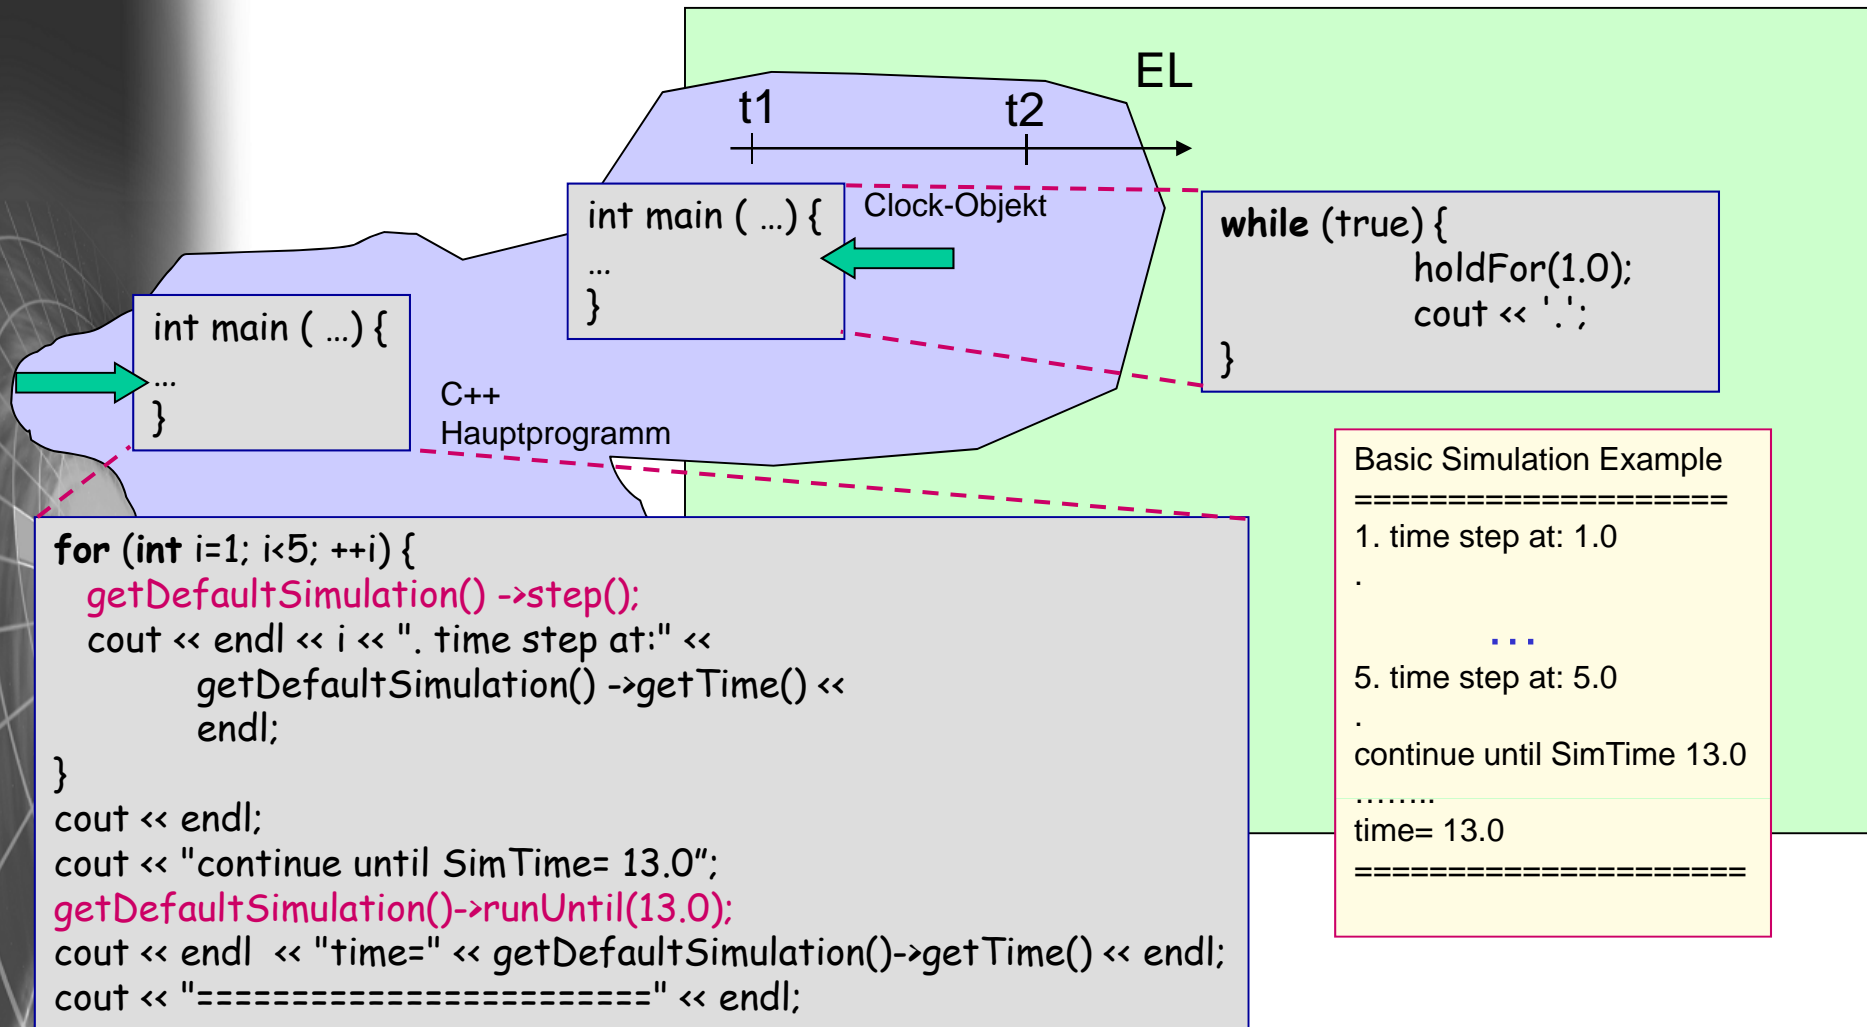 EL
t1 t2
int main ( ...) {
...
}
Clock-Objekt
while (true) {
holdFor(1.0);
cout << '.';
}
int main ( ...) {
...
}
C++
Hauptprogramm
for (int i=1; i<5; ++i) {
getDefaultSimulation() ->step();
cout << endl << i << ". time step at:" <<
getDefaultSimulation() ->getTime() <<
endl;
}
cout << endl;
cout << "continue until SimTime= 13.0";
getDefaultSimulation()->runUntil(13.0);
cout << endl << "time=" << getDefaultSimulation()->getTime() << endl;
cout << "========================" << endl;
Basic Simulation Example
====================
1. time step at: 1.0
.
...
5. time step at: 5.0
.
continue until SimTime 13.0
……..
time= 13.0
=====================